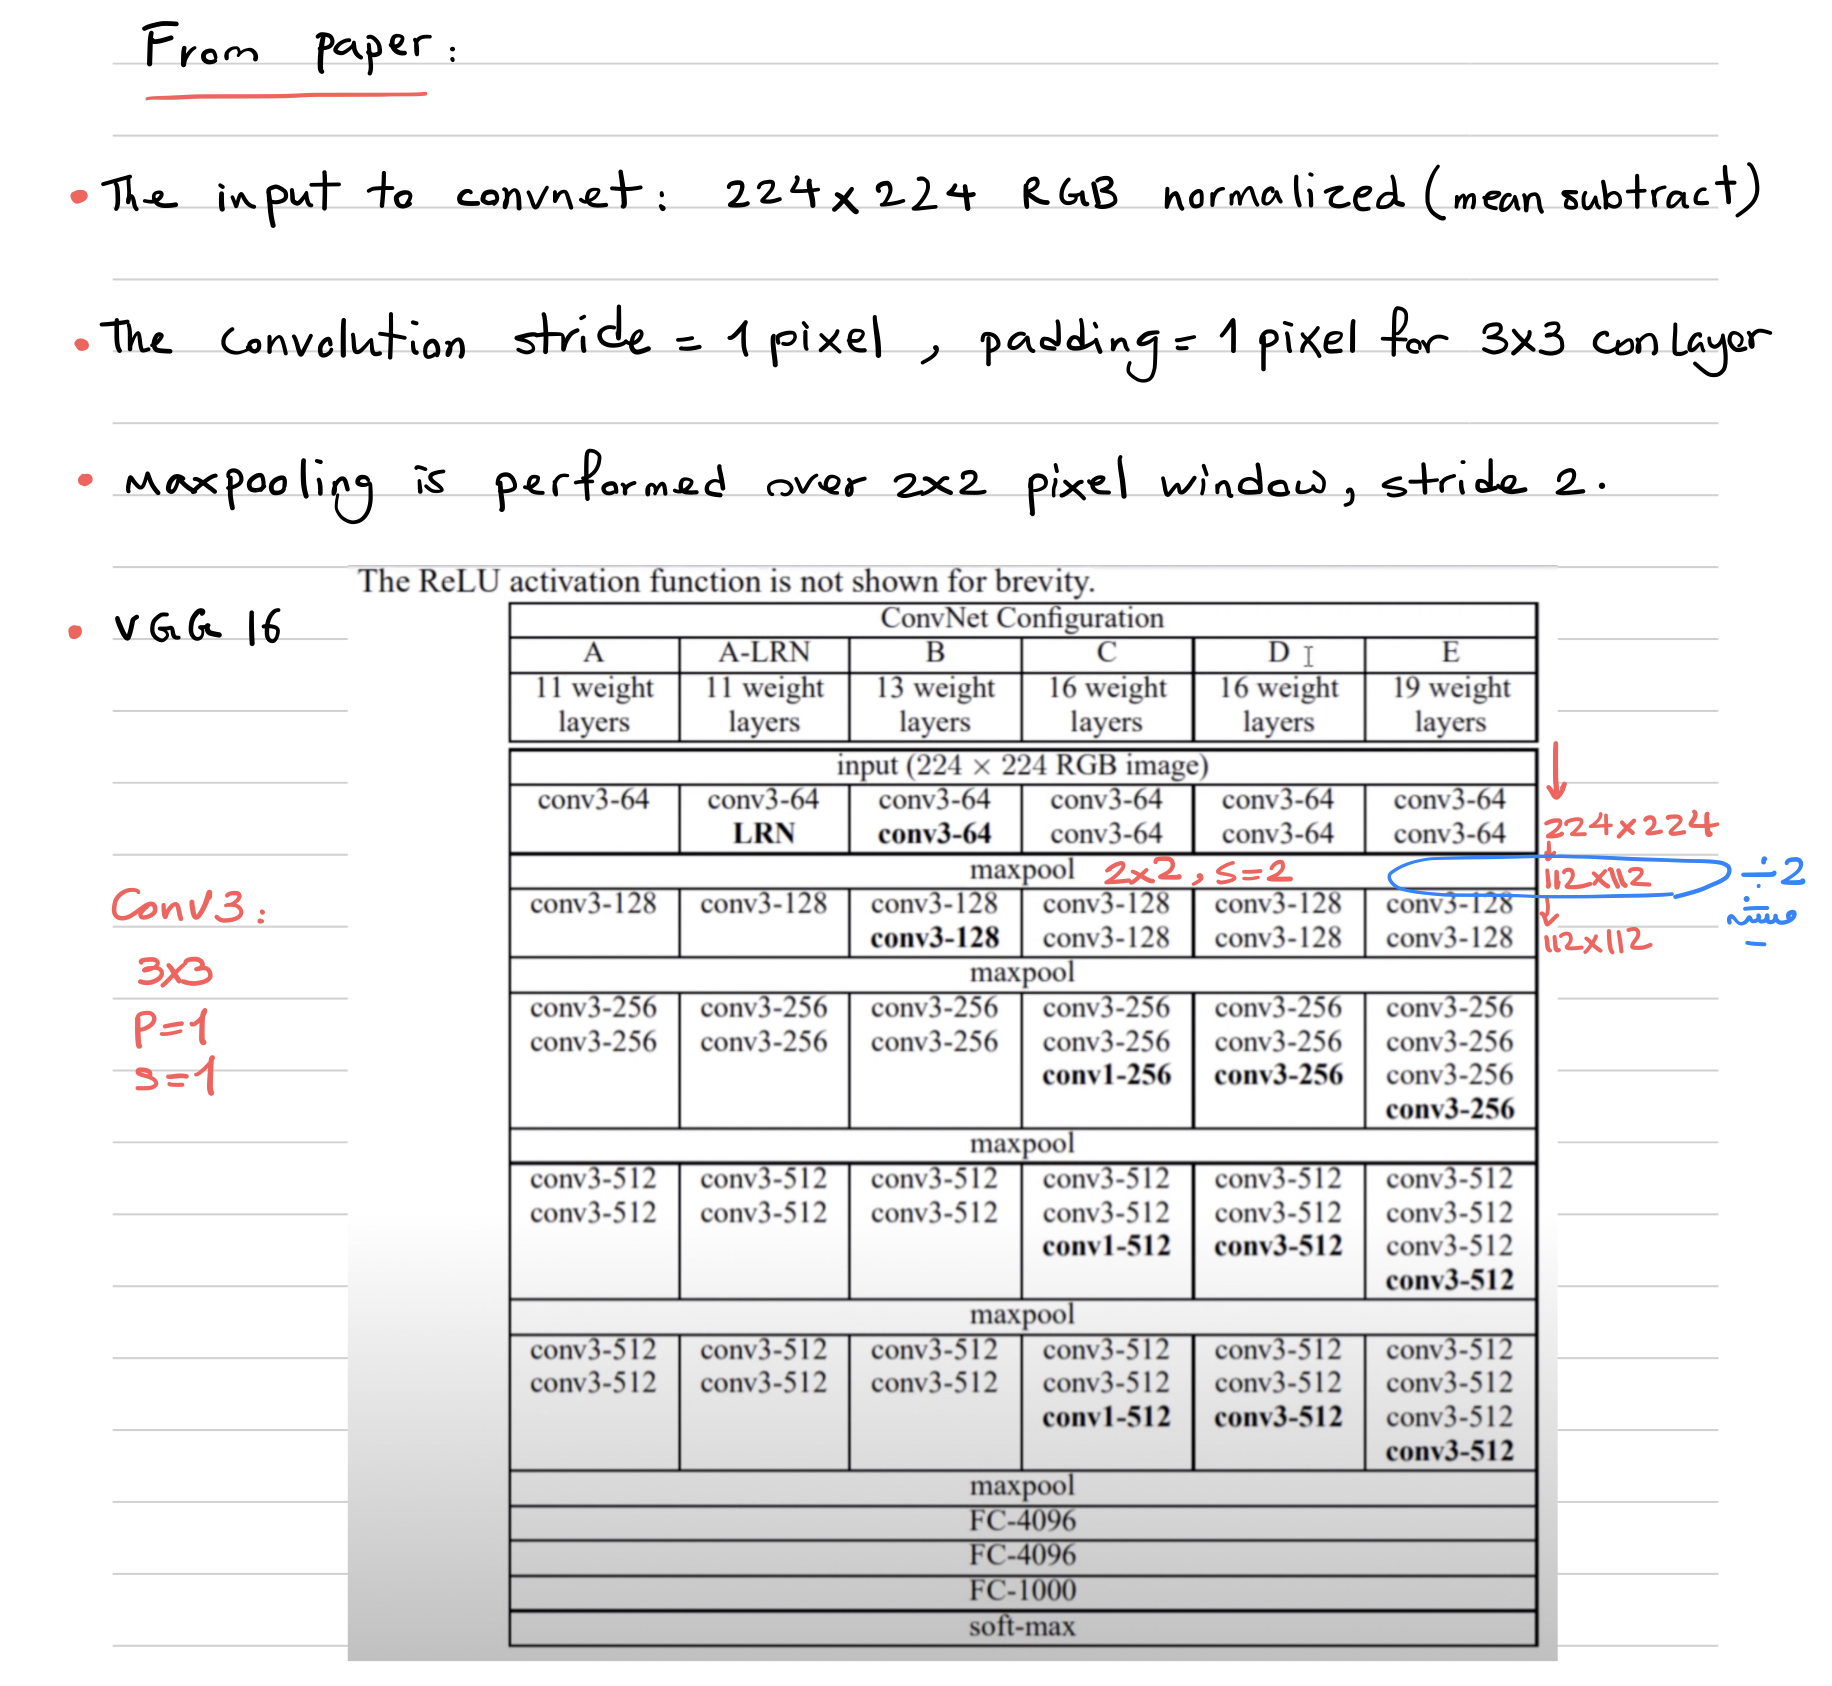 From paper:
• The input to convnet: 224x224 RGB normalized (mean subtract)
• The convolution stride = 1 pixel, padding = 1 pixel for 3x3 con Layer
• Maxpooling is performed over 2x2 pixel window, stride 2.
• VGG 16
The ReLU activation function is not shown for brevity.
ConvNet Configuration
A A-LRN B C D E
11 weight layers 11 weight layers 13 weight layers 16 weight layers 16 weight layers 19 weight layers
input (224 × 224 RGB image)
conv3-64 conv3-64 conv3-64 conv3-64 conv3-64 conv3-64
LRN conv3-64 conv3-64 conv3-64 conv3-64 224x224
maxpool 2x2, s=2 112x112 ÷2
conv3-128 conv3-128 conv3-128 conv3-128 conv3-128 conv3-128
conv3-128 conv3-128 conv3-128 conv3-128 112x112
maxpool
conv3-256 conv3-256 conv3-256 conv3-256 conv3-256 conv3-256
conv3-256 conv3-256 conv3-256 conv3-256 conv3-256 conv3-256
conv1-256 conv3-256 conv3-256
conv3-256
maxpool
conv3-512 conv3-512 conv3-512 conv3-512 conv3-512 conv3-512
conv3-512 conv3-512 conv3-512 conv3-512 conv3-512 conv3-512
conv1-512 conv3-512 conv3-512
conv3-512
maxpool
conv3-512 conv3-512 conv3-512 conv3-512 conv3-512 conv3-512
conv3-512 conv3-512 conv3-512 conv3-512 conv3-512 conv3-512
conv1-512 conv3-512 conv3-512
conv3-512
maxpool
FC-4096
FC-4096
FC-1000
soft-max
Conv3:
3x3
P=1
s=1